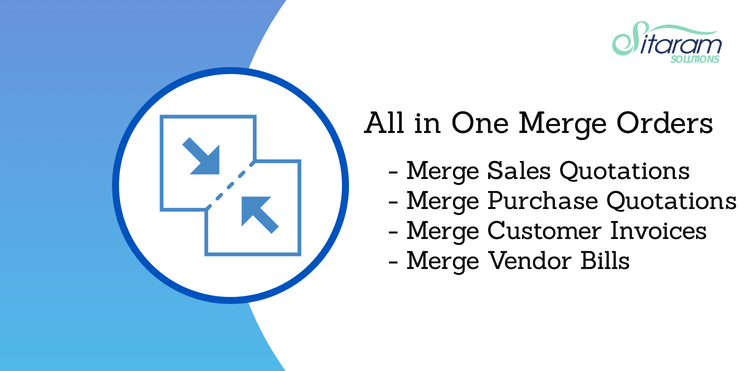 Sitaram
SOLUTIONS
All in One Merge Orders
- Merge Sales Quotations
- Merge Purchase Quotations
- Merge Customer Invoices
- Merge Vendor Bills